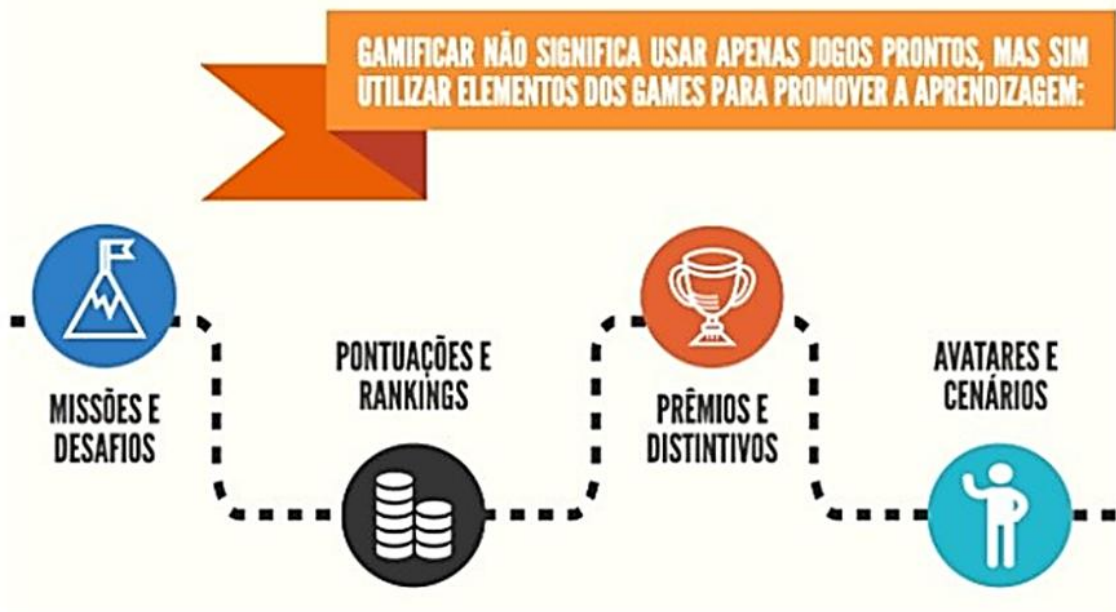 GAMIFICAR NÃO SIGNIFICA USAR APENAS JOGOS PRONTOS, MAS SIM
UTILIZAR ELEMENTOS DOS GAMES PARA PROMOVER A APRENDIZAGEM:
MISSÕES E
DESAFIOS
PONTUAÇÕES E
RANKINGS
PRÊMIOS E
DISTINTIVOS
AVATARES E
CENÁRIOS